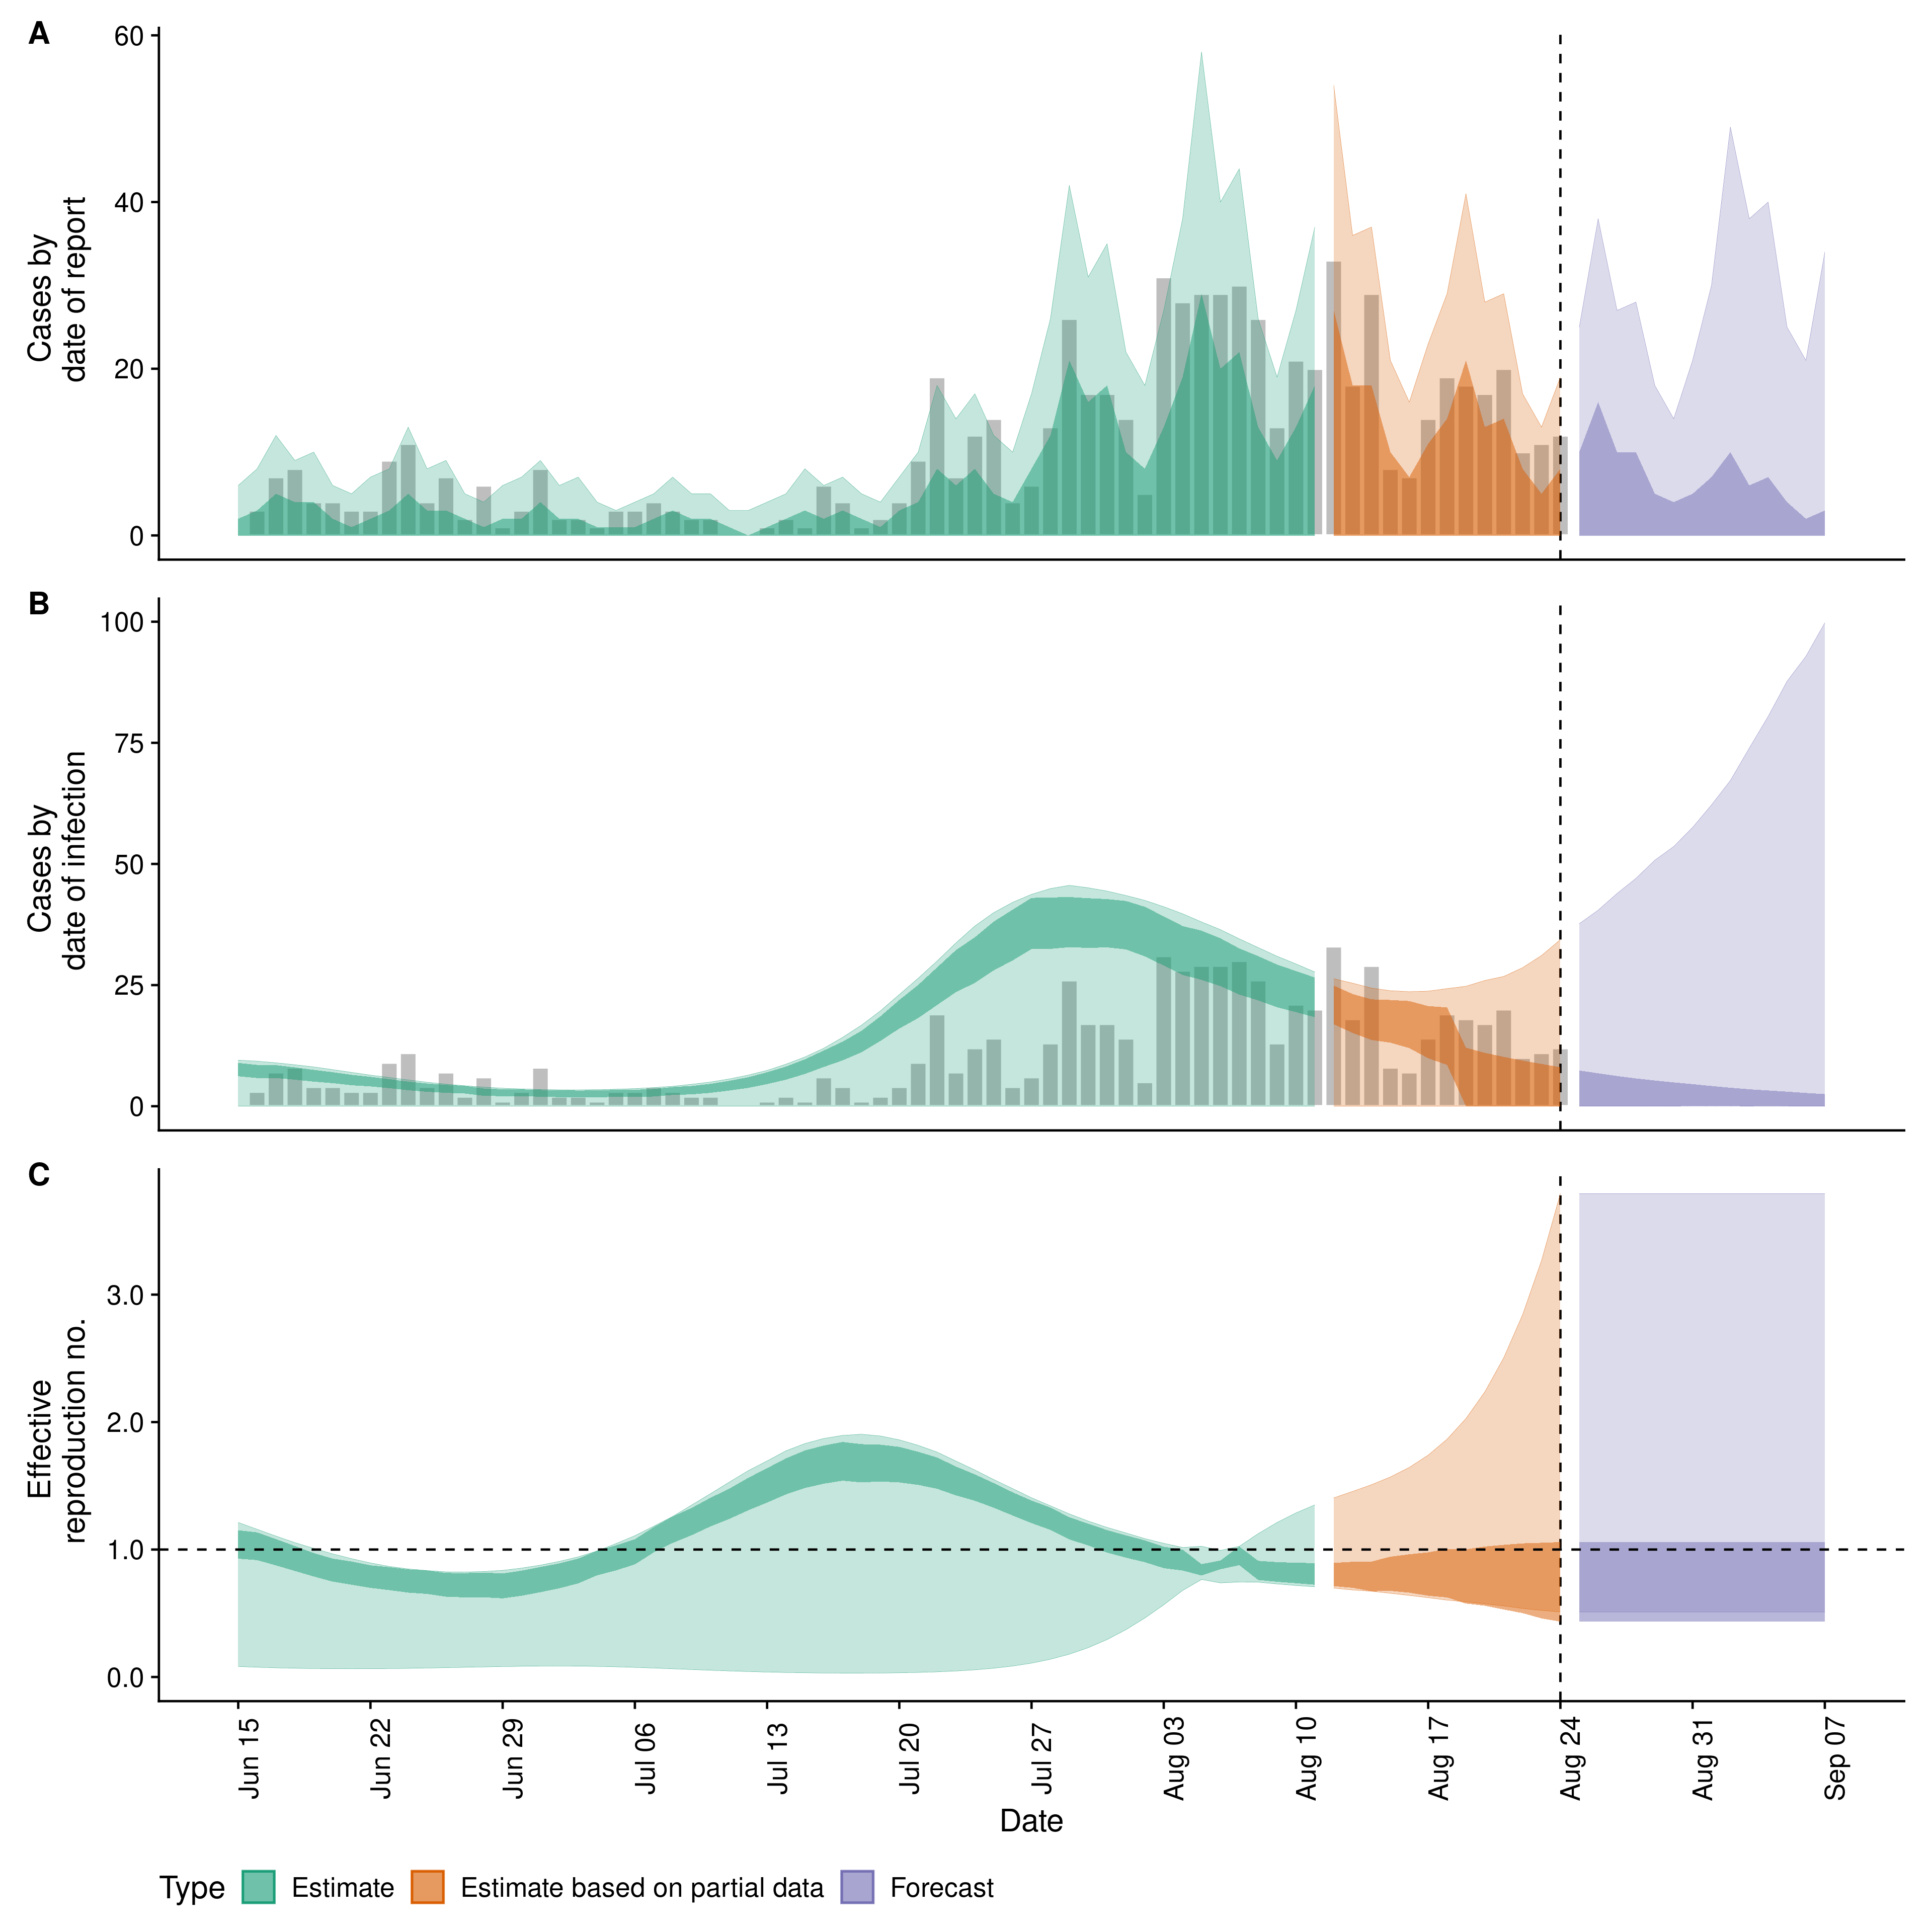 A
Cases by
date of report
60
40
20
0
B
Cases by
date of infection
100
75
50
25
0
C
Effective
reproduction no.
3.0
2.0
1.0
0.0
Jun 15
Jun 22
Jun 29
Jul 06
Jul 13
Jul 20
Jul 27
Aug 03
Aug 10
Aug 17
Aug 24
Aug 31
Sep 07
Date
Type Estimate Estimate based on partial data Forecast